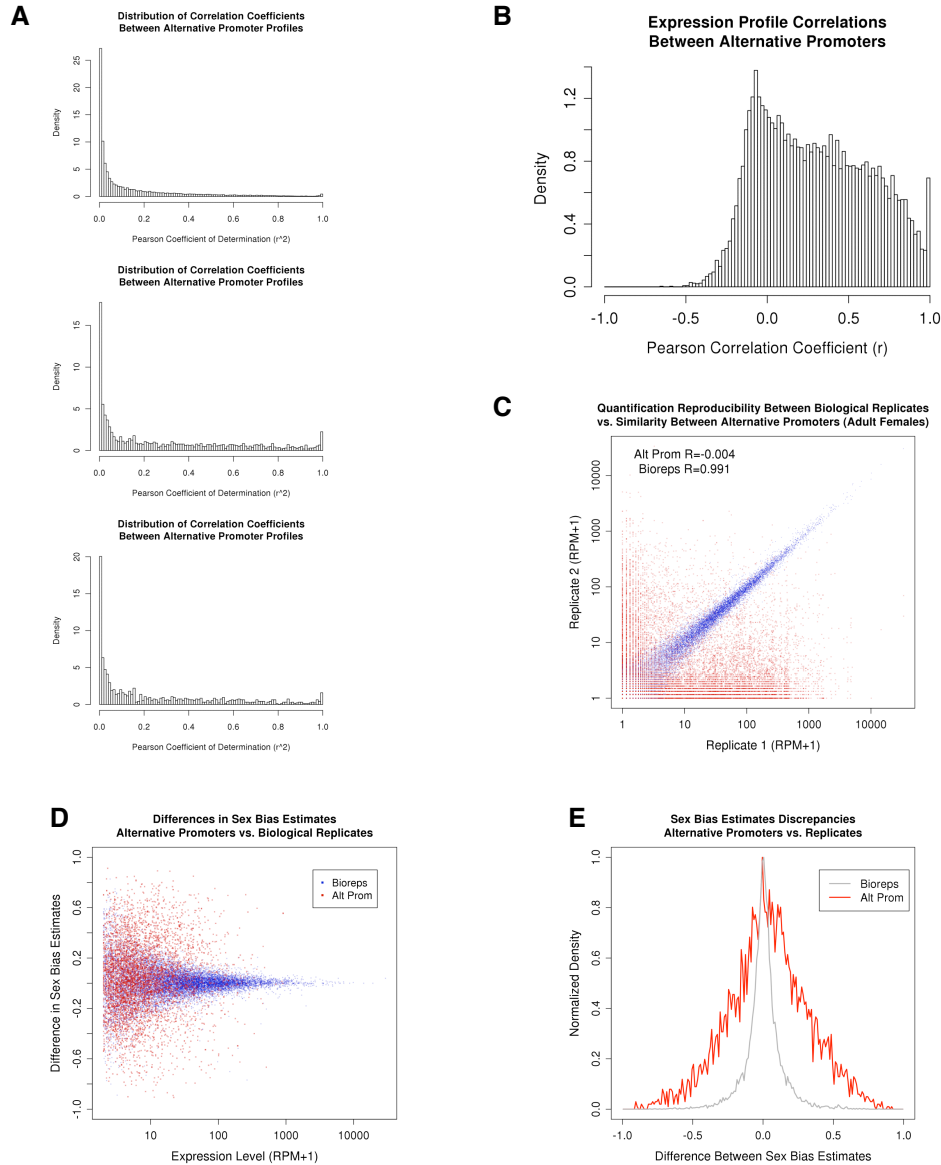 A
Distribution of Correlation Coefficients
Between Alternative Promoter Profiles
Density
0
5
10
15
20
25
0.0
0.2
0.4
0.6
0.8
1.0
Pearson Coefficient of Determination (r^2)
Distribution of Correlation Coefficients
Between Alternative Promoter Profiles
Density
0
5
10
15
0.0
0.2
0.4
0.6
0.8
1.0
Pearson Coefficient of Determination (r^2)
Distribution of Correlation Coefficients
Between Alternative Promoter Profiles
Density
0
5
10
15
20
0.0
0.2
0.4
0.6
0.8
1.0
Pearson Coefficient of Determination (r^2)
B
Expression Profile Correlations
Between Alternative Promoters
Density
0.0
0.4
0.8
1.2
-1.0
-0.5
0.0
0.5
1.0
Pearson Correlation Coefficient (r)
C
Quantification Reproducibility Between Biological Replicates
vs. Similarity Between Alternative Promoters (Adult Females)
Alt Prom R=-0.004
Bioreps R=0.991
Replicate 2 (RPM+1)
1
10
100
1000
10000
1
10
100
1000
10000
Replicate 1 (RPM+1)
D
Differences in Sex Bias Estimates
Alternative Promoters vs. Biological Replicates
Bioreps
Alt Prom
Difference in Sex Bias Estimates
-1.0
-0.6
-0.2
0.2
0.6
1.0
10
100
1000
10000
Expression Level (RPM+1)
E
Sex Bias Estimates Discrepancies
Alternative Promoters vs. Replicates
Bioreps
Alt Prom
Normalized Density
0.0
0.2
0.4
0.6
0.8
1.0
-1.0
-0.5
0.0
0.5
1.0
Difference Between Sex Bias Estimates